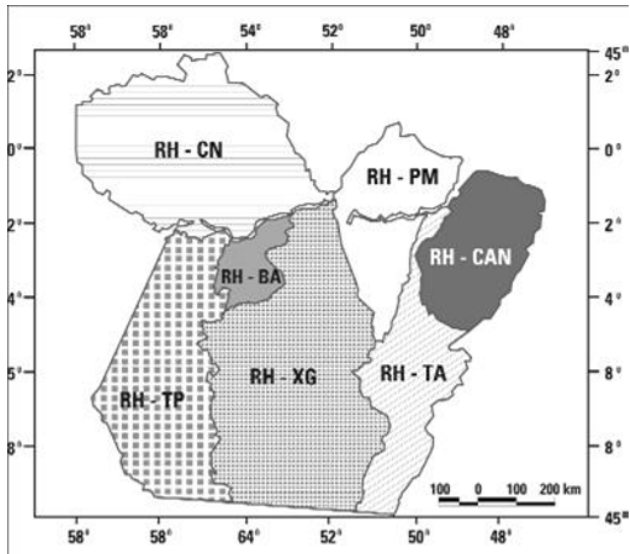 58° 56° 54° 52° 50° 48°
45°
2° 2°
RH - CN
0° 0°
RH - PM
2° 2°
RH - CAN
RH - BA
4° 4°
RH - XG RH - TA
5° 8°
RH - TP
8° 8°
100 0 100 200 km
45°
58° 58° 64° 52° 50° 48°